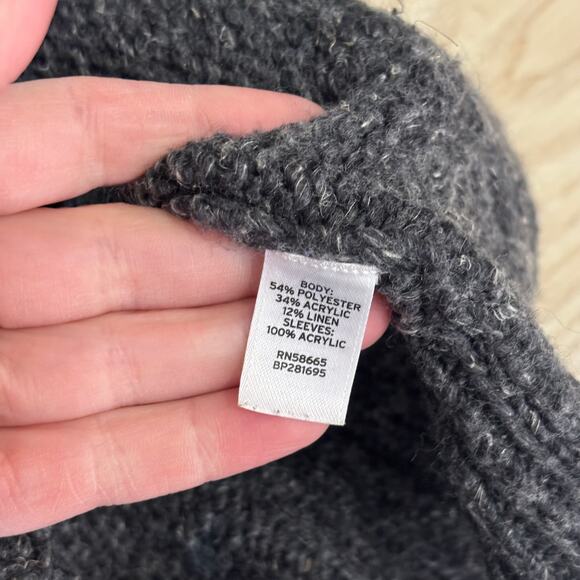 BODY:
54% POLYESTER
34% ACRYLIC
12% LINEN
SLEEVES:
100% ACRYLIC
RN58665
BP281695